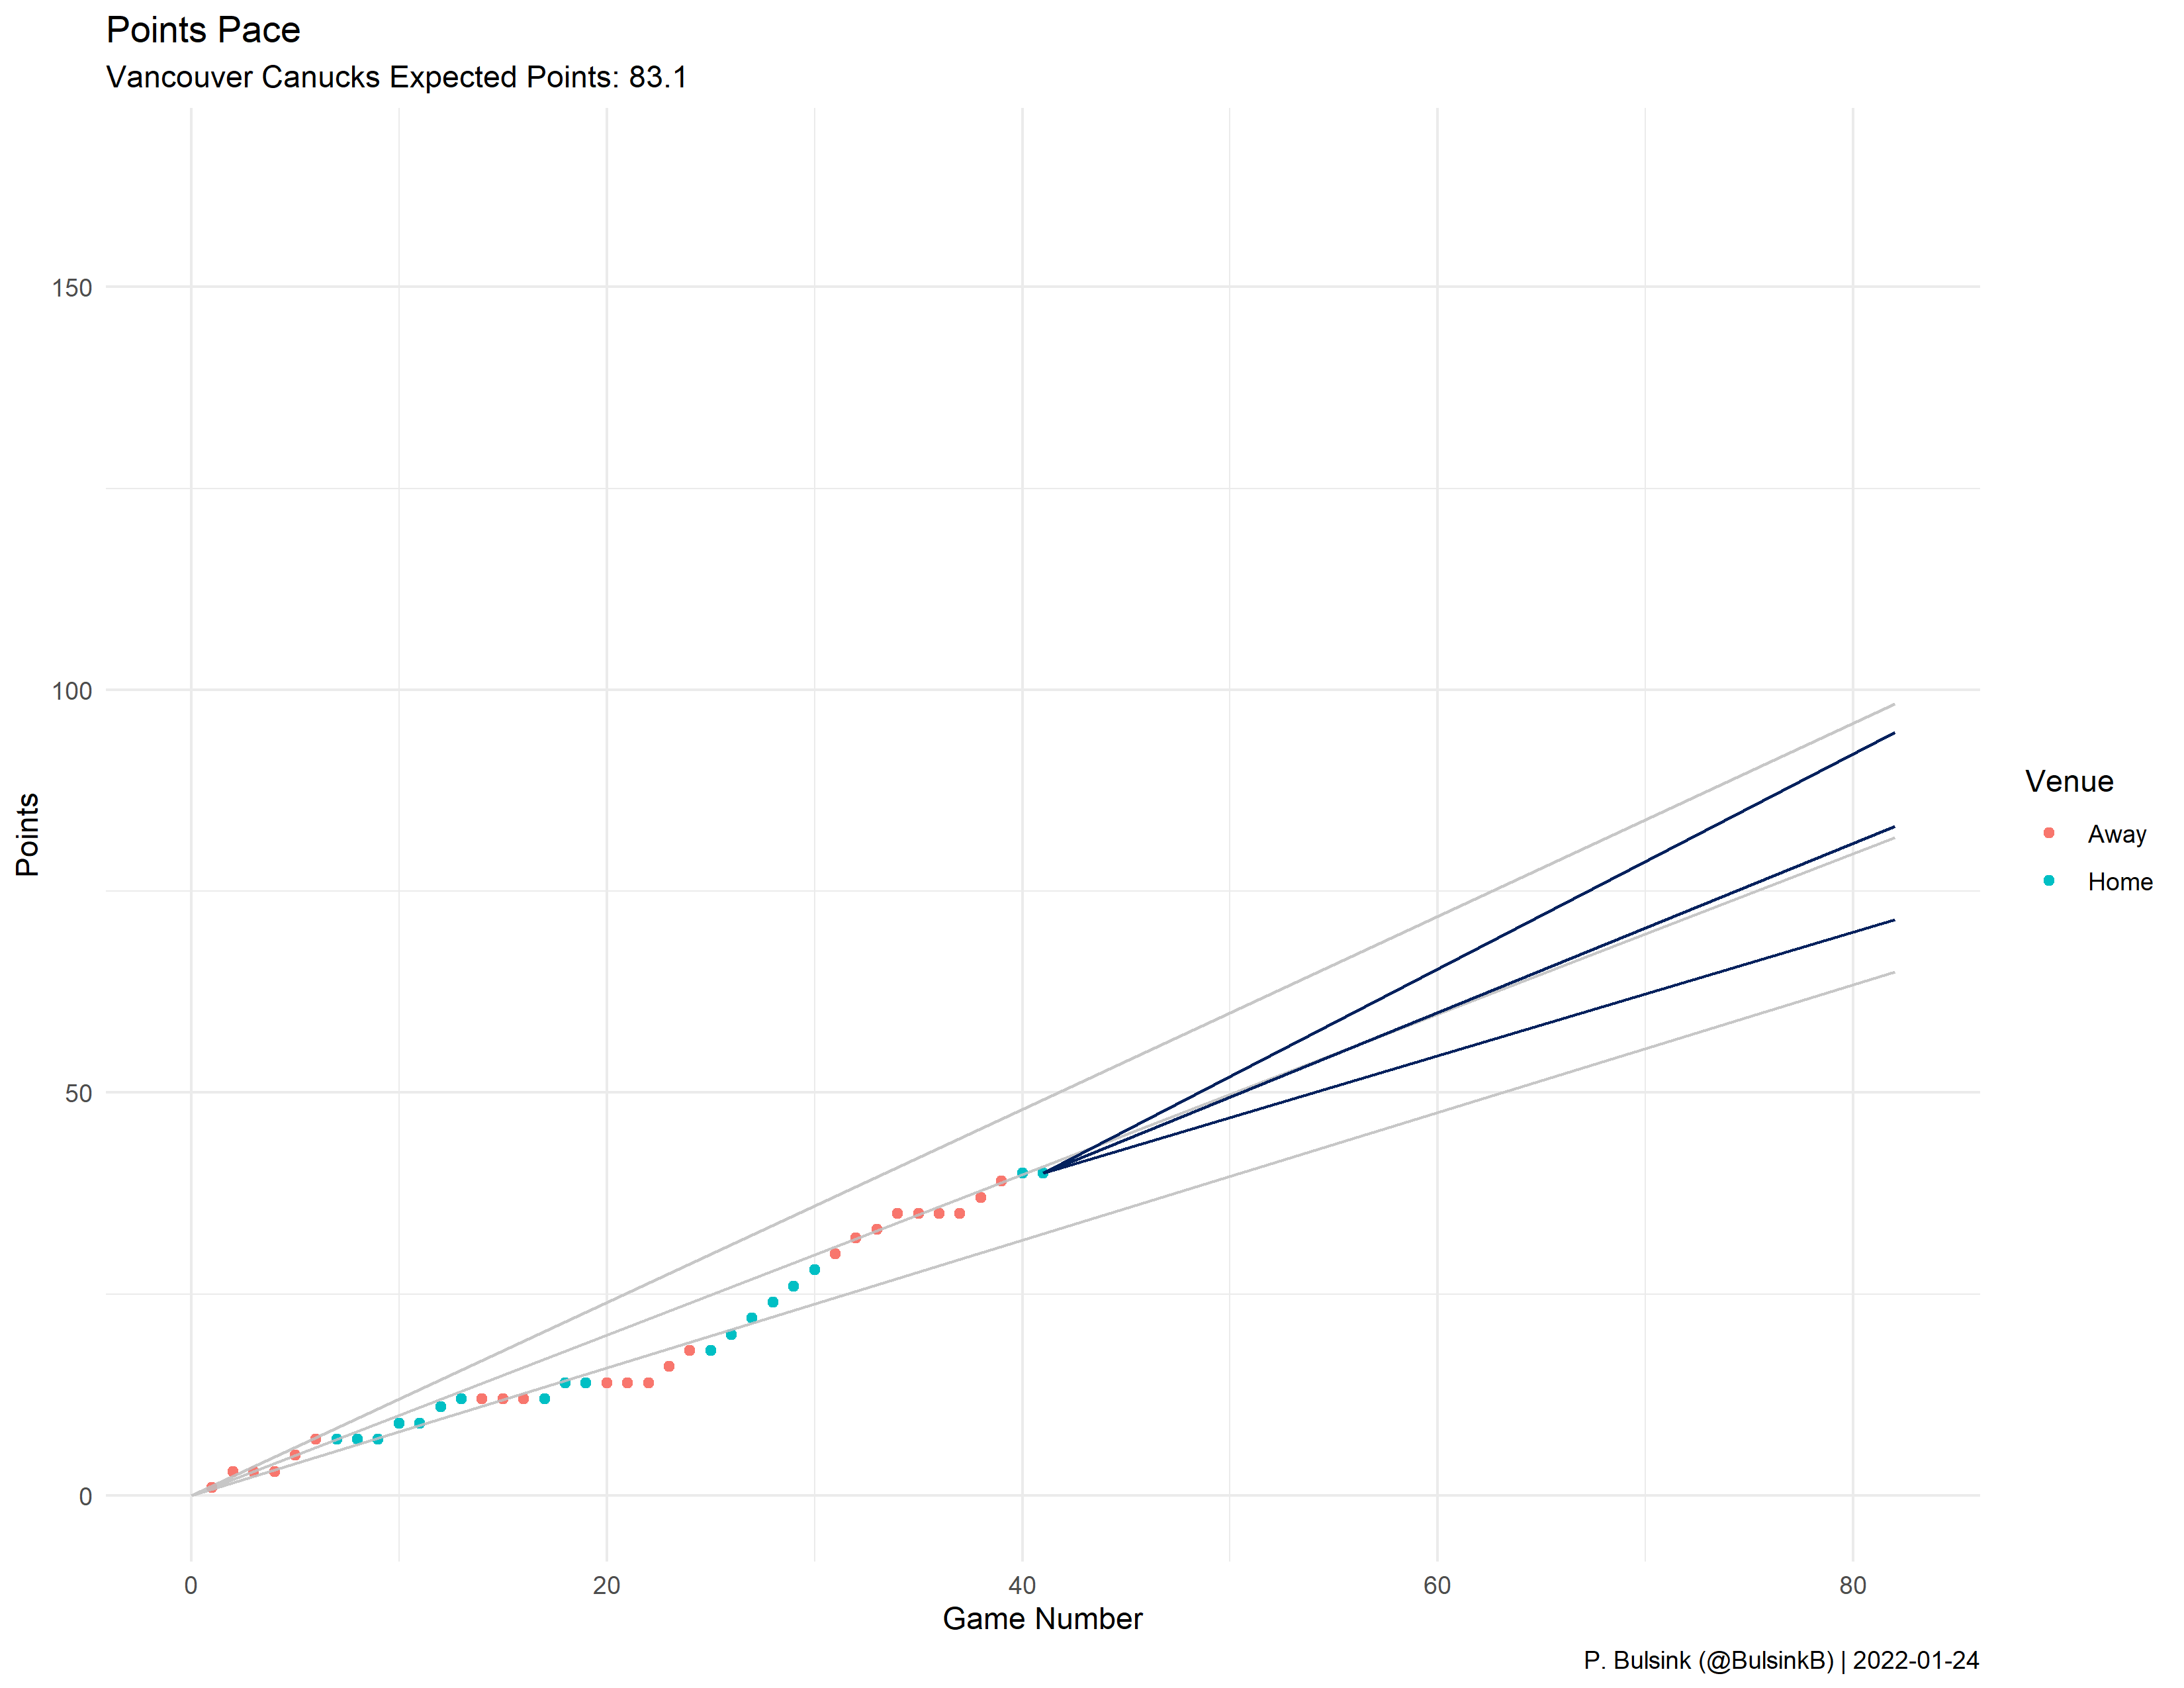 Points Pace
Vancouver Canucks Expected Points: 83.1
150
100
50
0
Points
0 20 40 60 80
Game Number
Venue
Away
Home
P. Bulsink (@BulsinkB) | 2022-01-24